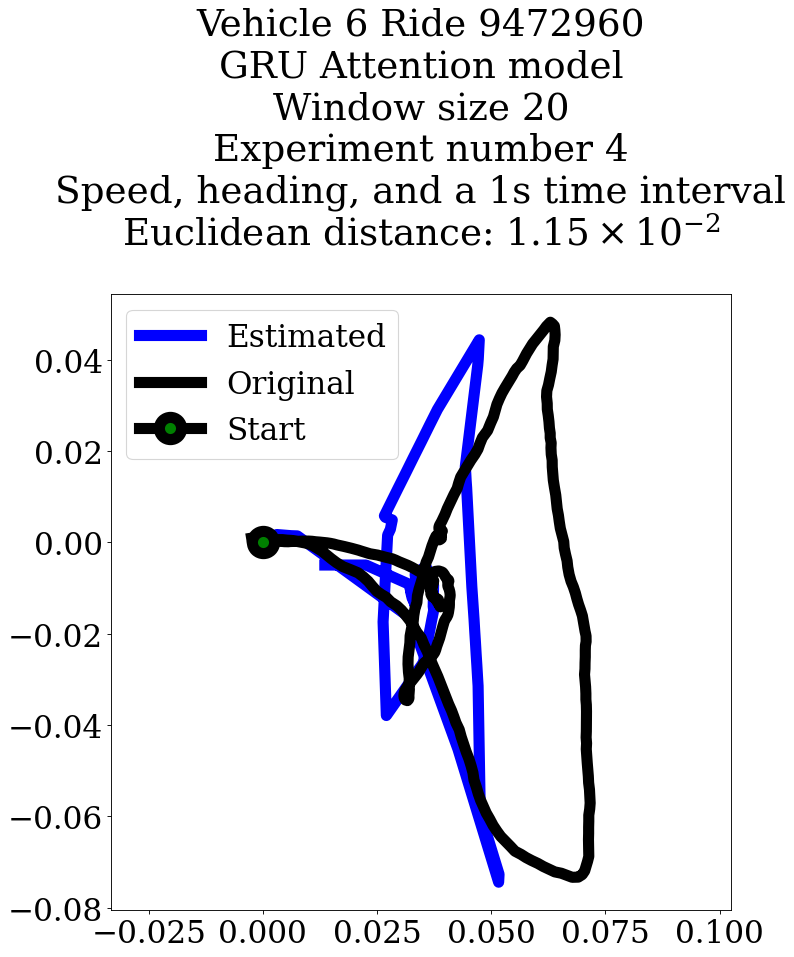 Vehicle 6 Ride 9472960
GRU Attention model
Window size 20
Experiment number 4
Speed, heading, and a 1s time interval
Euclidean distance: 1.15 × 10⁻²
Estimated
Original
Start
0.04
0.02
0.00
−0.02
−0.04
−0.06
−0.08
−0.025 0.000 0.025 0.050 0.075 0.100